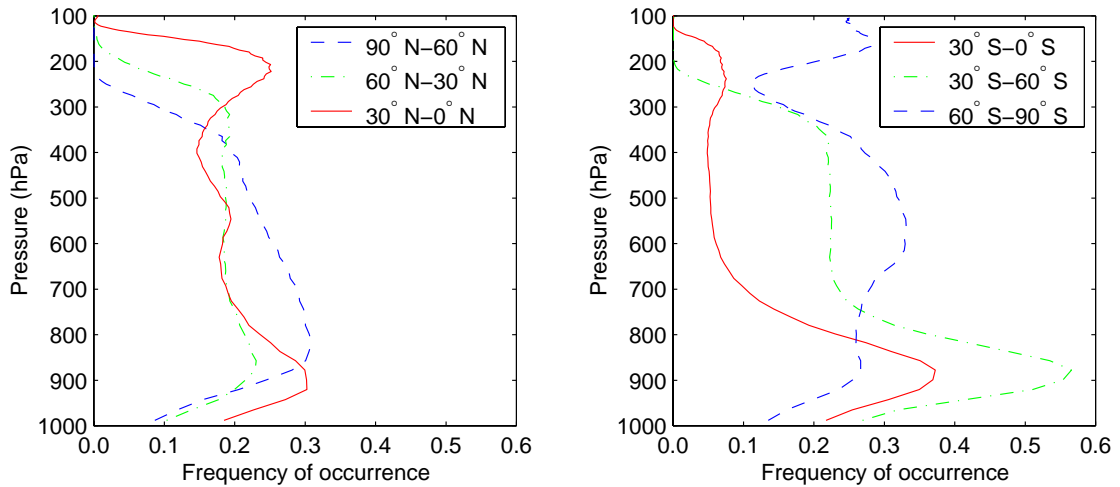 100
200
300
400
500
600
700
800
900
1000
Pressure (hPa)
0.0 0.1 0.2 0.3 0.4 0.5 0.6
Frequency of occurrence
90° N−60° N
60° N−30° N
30° N−0° N
100
200
300
400
500
600
700
800
900
1000
Pressure (hPa)
0.0 0.1 0.2 0.3 0.4 0.5 0.6
Frequency of occurrence
30° S−0° S
30° S−60° S
60° S−90° S